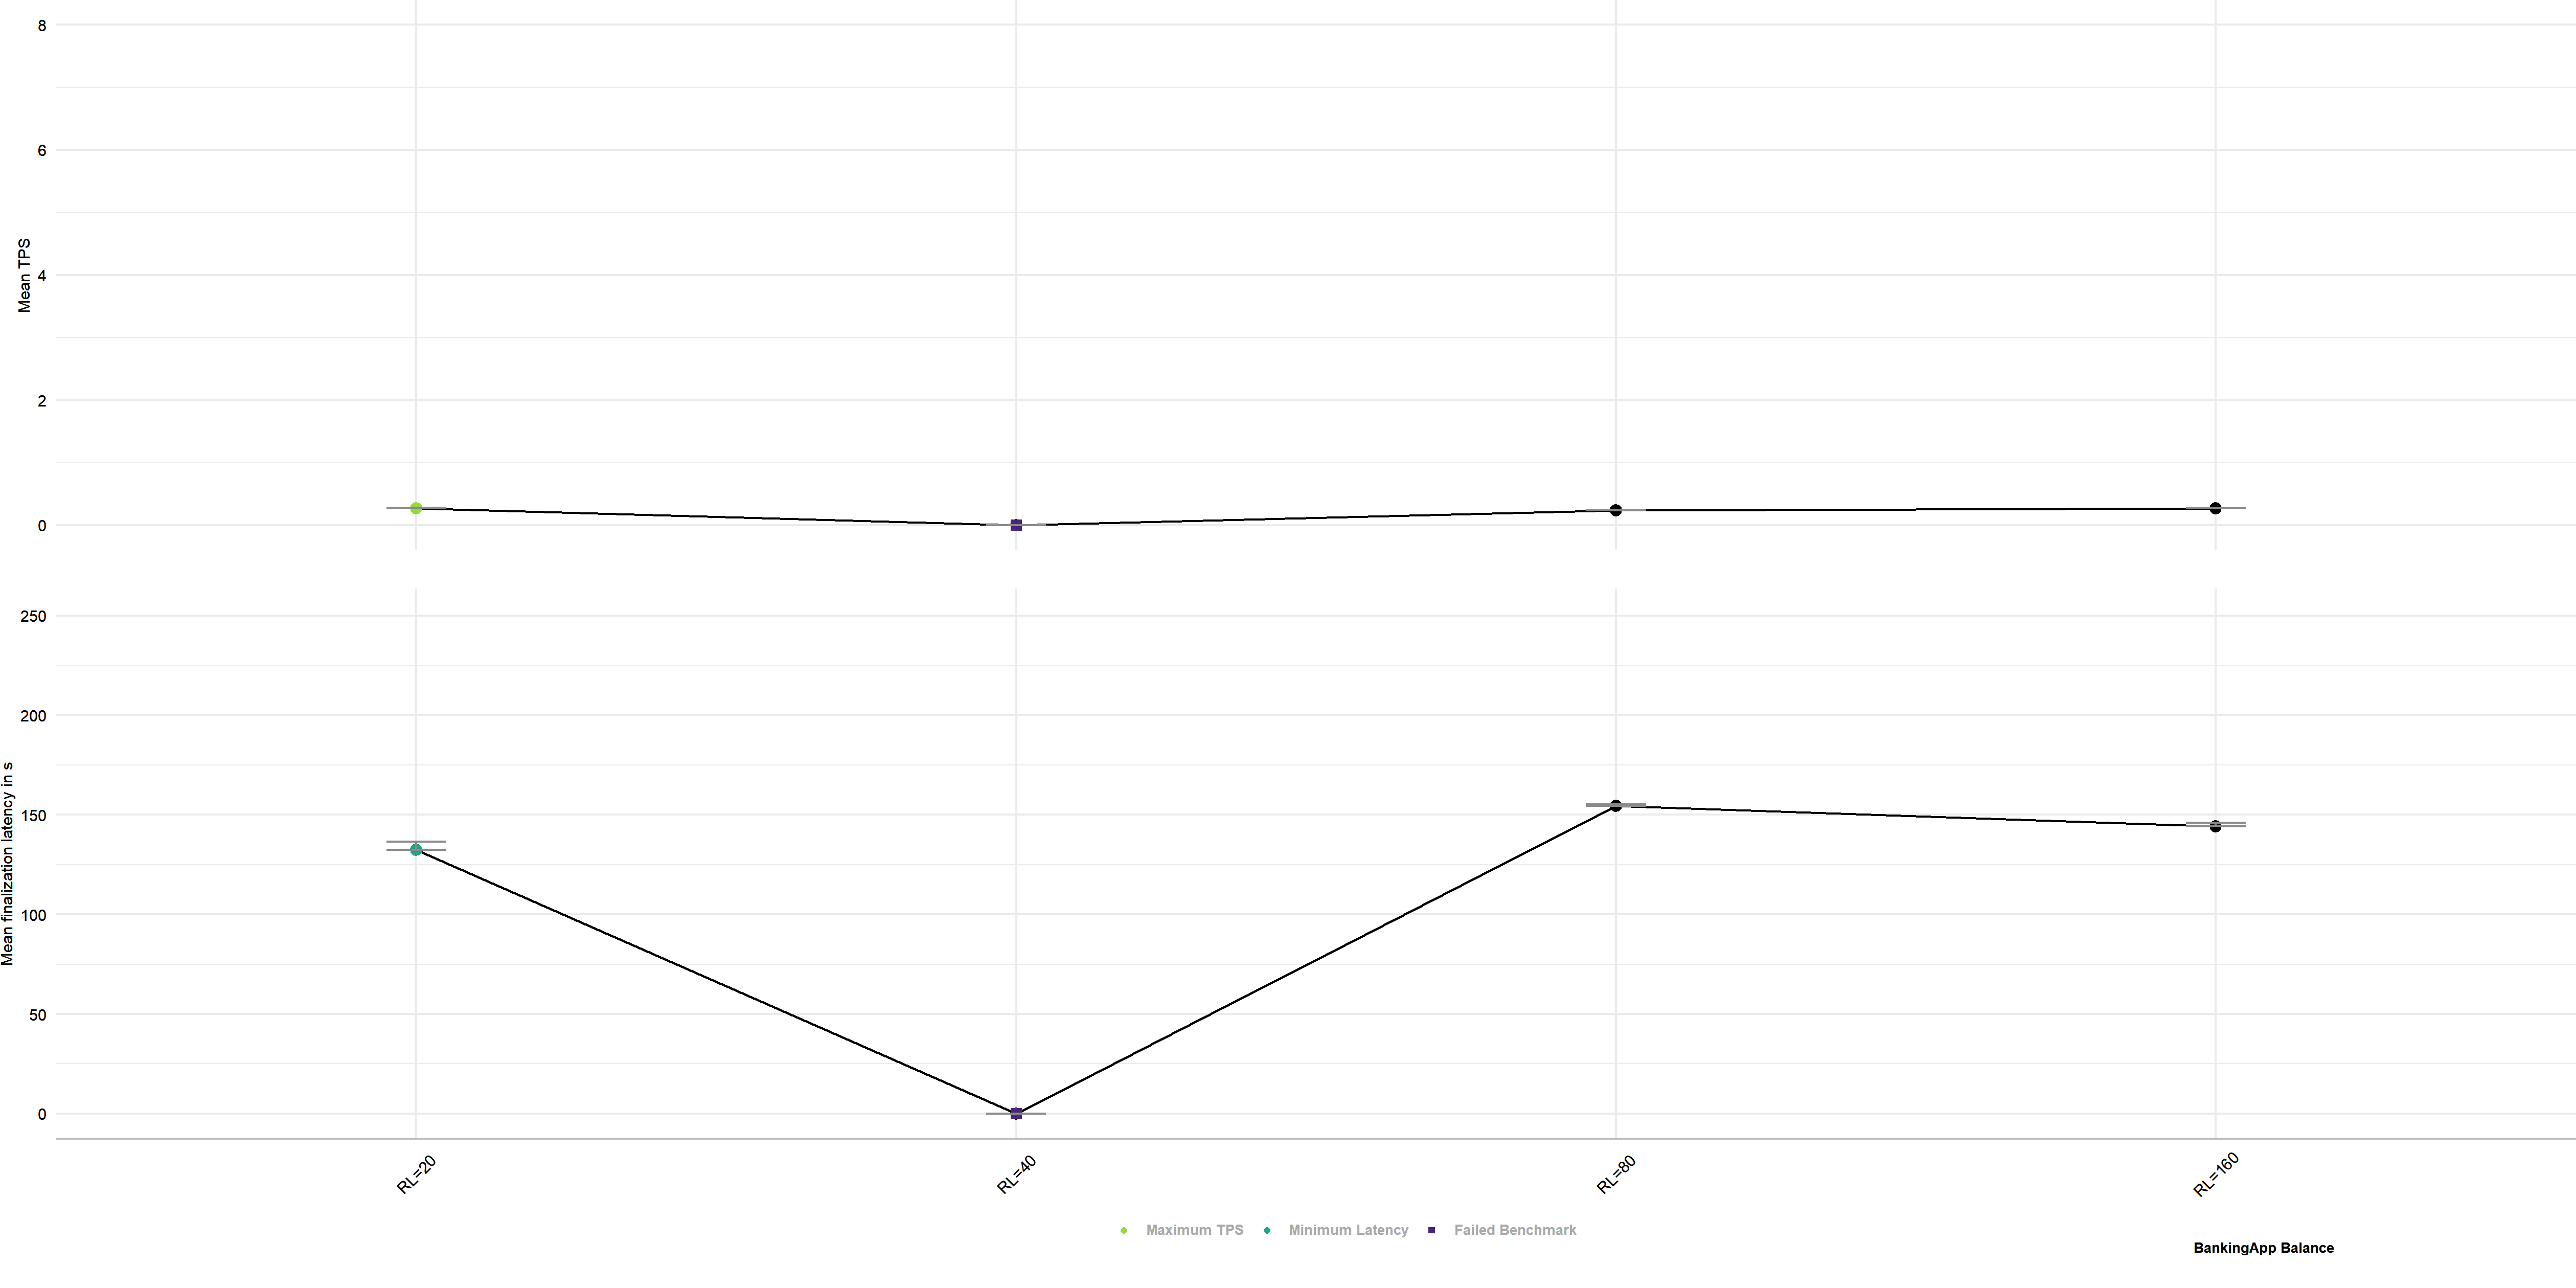 8
6
Mean TPS
4
2
0
250
200
Mean finalization latency in s
150
100
50
0
RL=20
RL=40
RL=80
RL=160
Maximum TPS
Minimum Latency
Failed Benchmark
BankingApp Balance